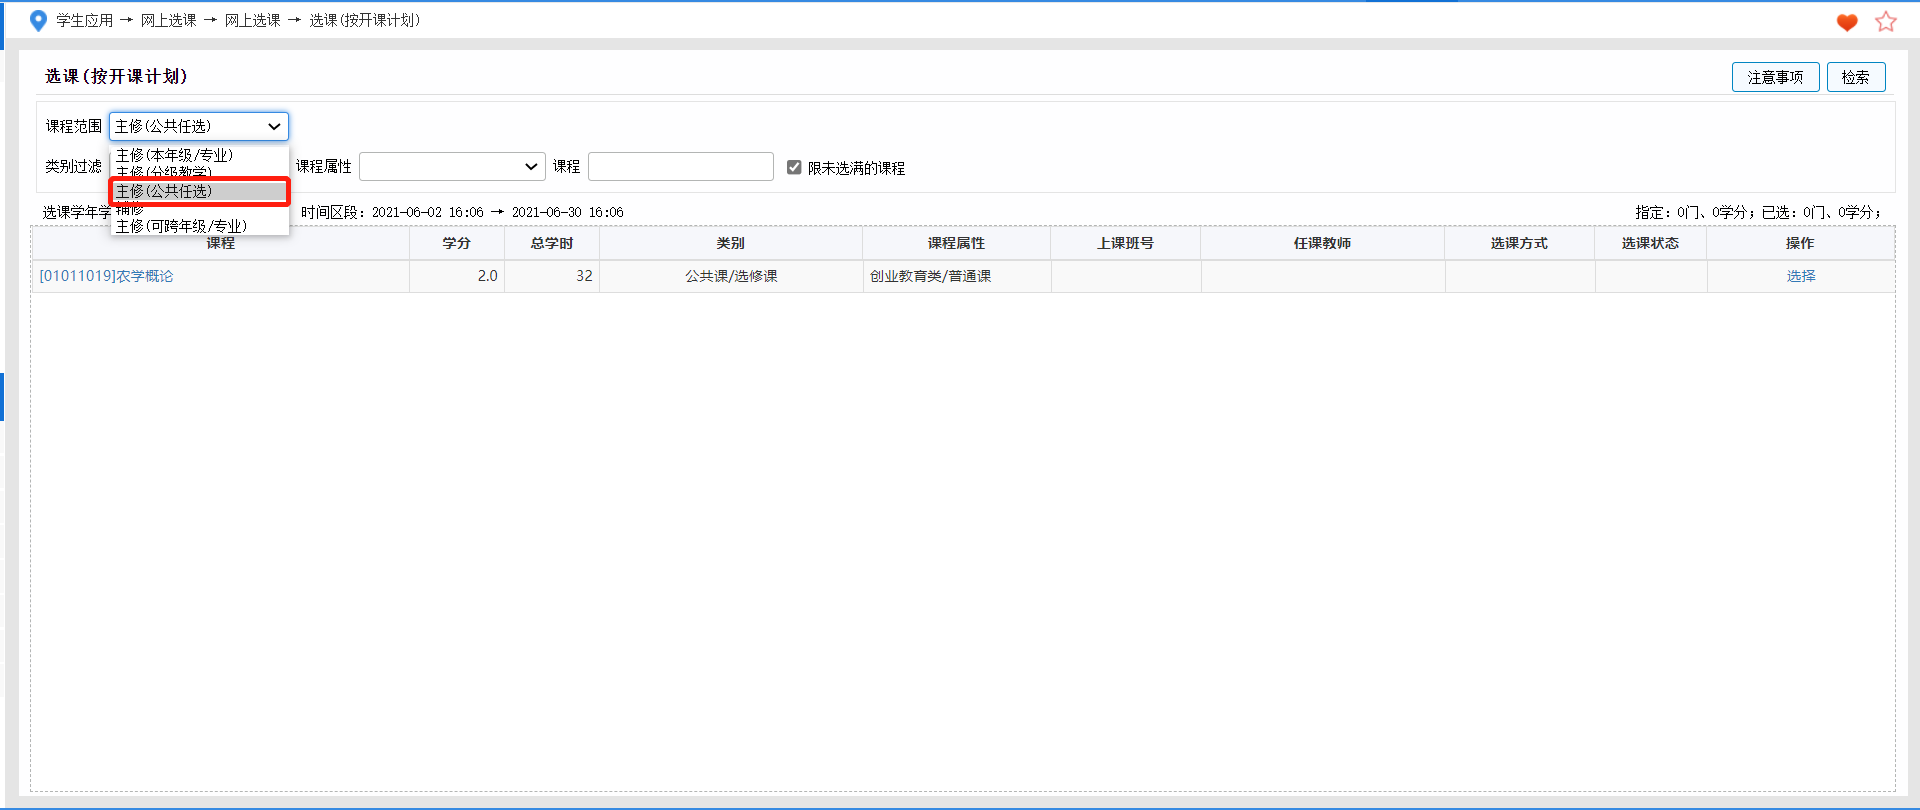 学生应用 → 网上选课 → 网上选课 → 选课(按开课计划)
选课(按开课计划)
注意事项 检索
课程范围 主修(公共任选)
主修(本年级/专业)
主修(分级教学)
主修(公共任选)
辅修
主修(可跨年级/专业)
类别过滤 课程属性 课程 限未选满的课程
选课学年学 时间区段：2021-06-02 16:06 → 2021-06-30 16:06 指定：0门、0学分；已选：0门、0学分；
课程 学分 总学时 类别 课程属性 上课班号 任课教师 选课方式 选课状态 操作
[01011019]农学概论 2.0 32 公共课/选修课 创业教育类/普通课 选择